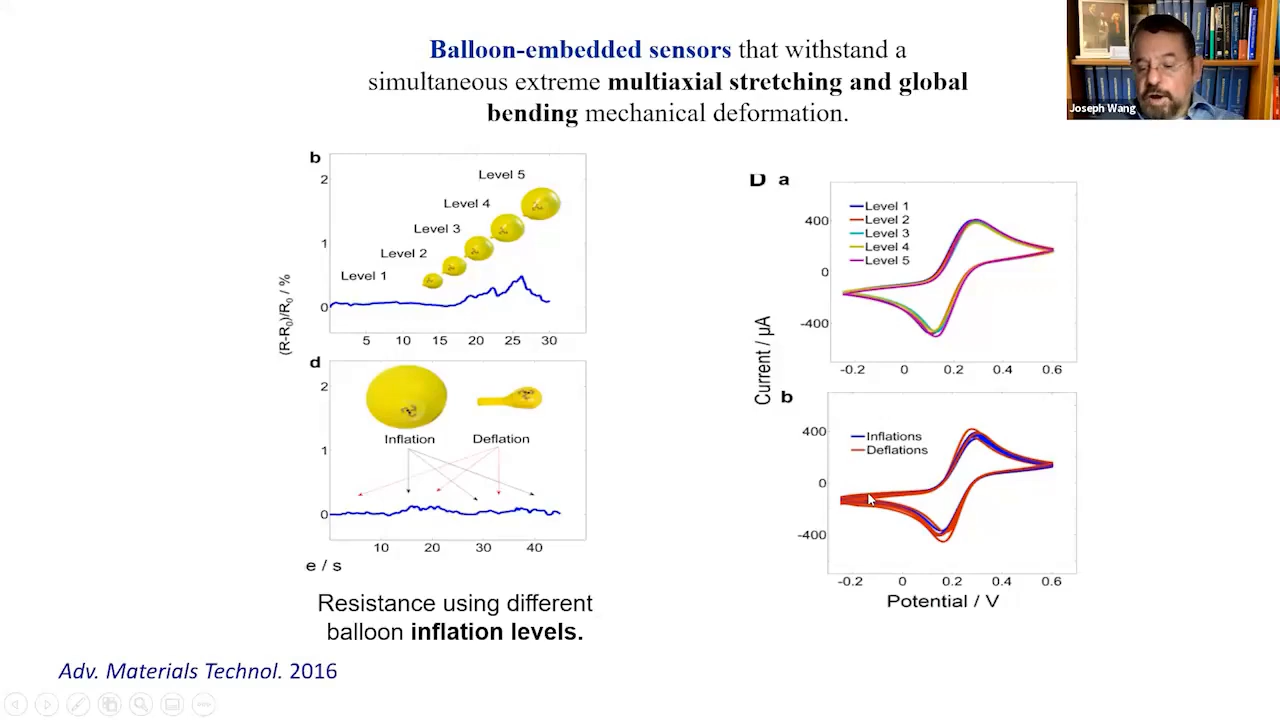 Balloon-embedded sensors that withstand a
simultaneous extreme multiaxial stretching and global
bending mechanical deformation.
Joseph Wang
b
Level 5
Level 4
Level 3
Level 2
Level 1
2
1
0
5 10 15 20 25 30
(R-R0)/R0 / %
d
Inflation Deflation
2
1
0
10 20 30 40
e / s
Resistance using different
balloon inflation levels.
D a
Level 1
Level 2
Level 3
Level 4
Level 5
400
0
-400
-0.2 0 0.2 0.4 0.6
Current / µA
b
Inflations
Deflations
400
0
-400
-0.2 0 0.2 0.4 0.6
Potential / V
Adv. Materials Technol. 2016